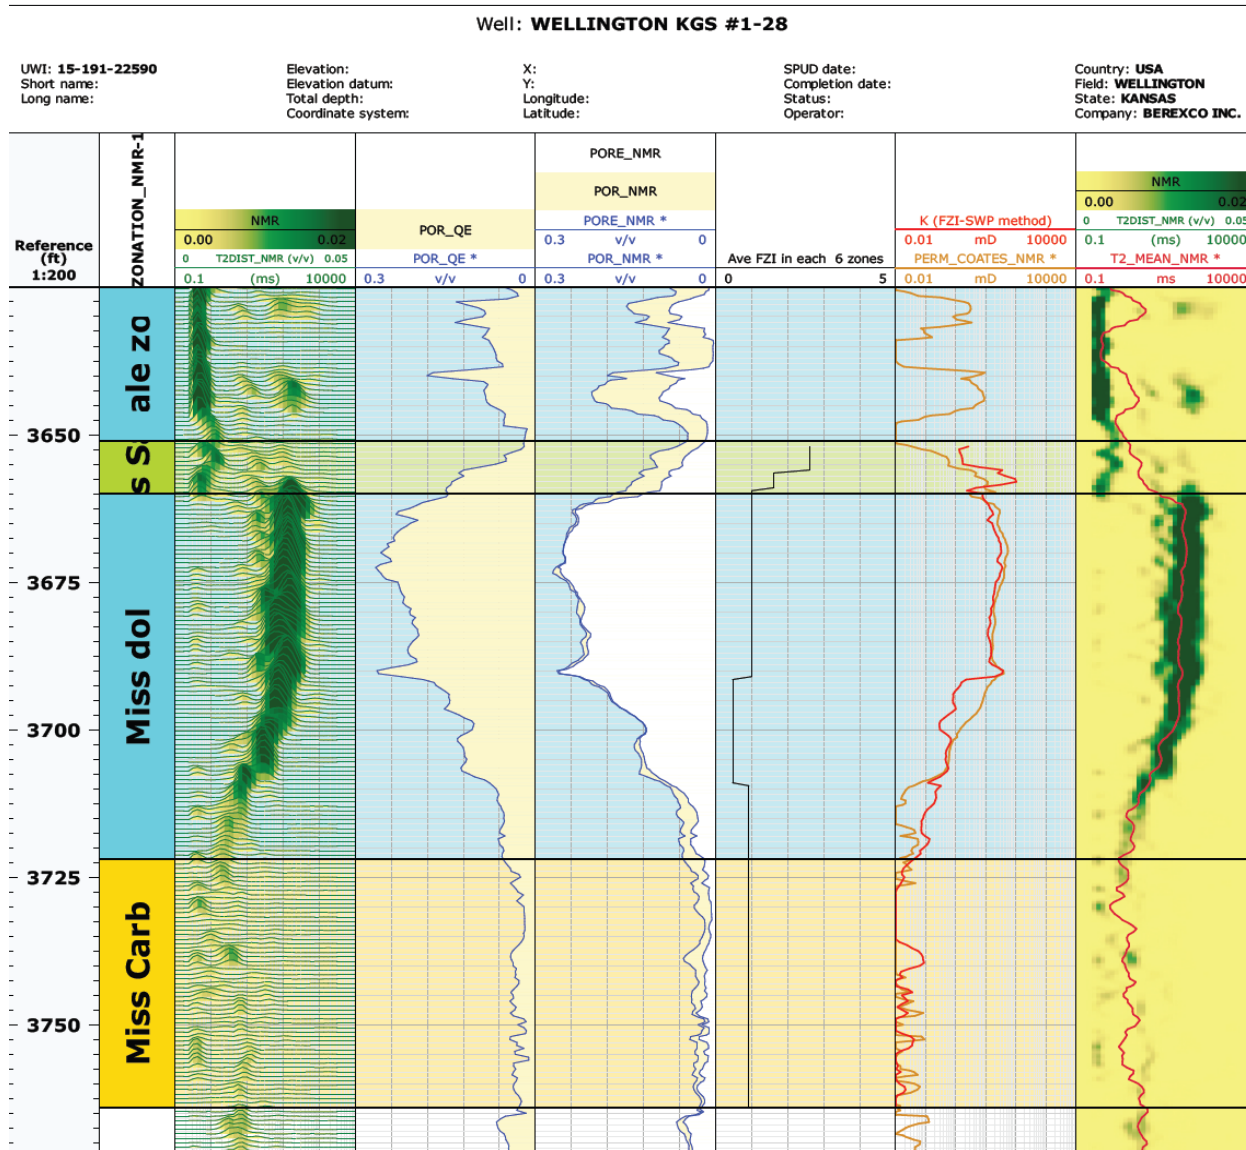 Well: WELLINGTON KGS #1-28
UWI: 15-191-22590
Short name:
Long name:
Elevation:
Elevation datum:
Total depth:
Coordinate system:
X:
Y:
Longitude:
Latitude:
SPUD date:
Completion date:
Status:
Operator:
Country: USA
Field: WELLINGTON
State: KANSAS
Company: BEREXCO INC.
Reference
(ft)
1:200
ZONATION_NMR-1
NMR
0.00 0.02
0 T2DIST_NMR (v/v) 0.05
0.1 (ms) 10000
POR_QE
POR_QE *
0.3 v/v 0
PORE_NMR
POR_NMR
PORE_NMR *
0.3 v/v 0
POR_NMR *
0.3 v/v 0
Ave FZI in each 6 zones
0 5
K (FZI-SWP method)
0.01 mD 10000
PERM_COATES_NMR *
0.01 mD 10000
NMR
0.00 0.02
0 T2DIST_NMR (v/v) 0.05
0.1 (ms) 10000
T2_MEAN_NMR *
0.1 ms 10000
ale zo
s S
Miss dol
Miss Carb
3650
3675
3700
3725
3750